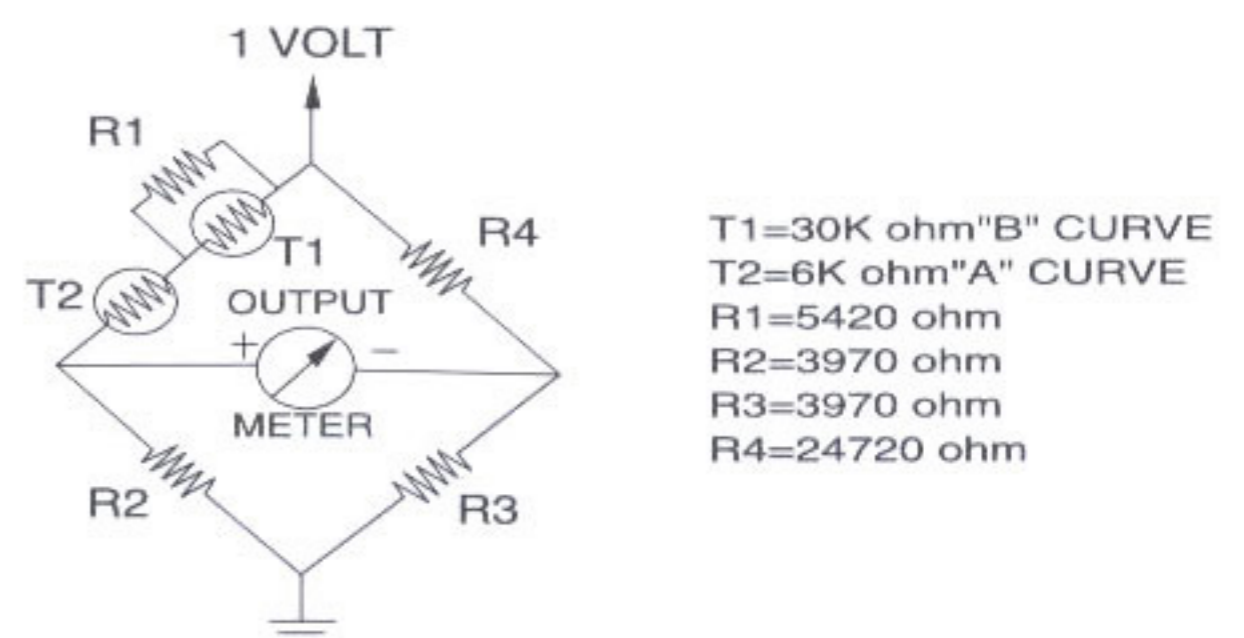 1 VOLT
R1
R4
T1
T2
OUTPUT
+
−
METER
R2
R3
T1=30K ohm"B" CURVE
T2=6K ohm"A" CURVE
R1=5420 ohm
R2=3970 ohm
R3=3970 ohm
R4=24720 ohm